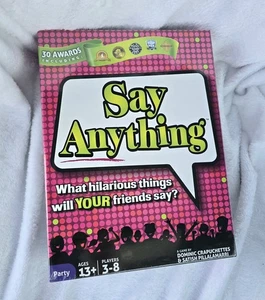 30 AWARDS
INCLUDING
Say
Anything
What hilarious things
will YOUR friends say?
Party
AGES
13+
PLAYERS
3-8
A GAME BY
DOMINIC CRAPUCHETTES
& SATISH PILLALAMARRI